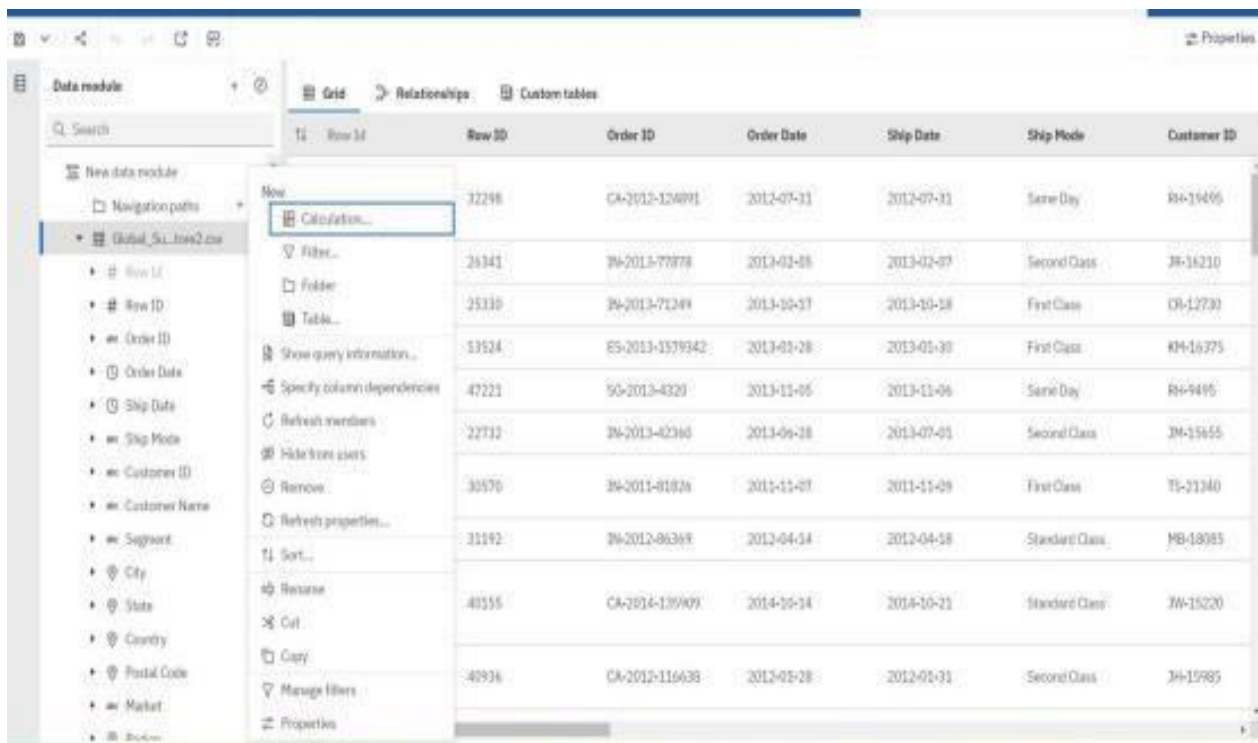 Properties
Data module
Grid
Relationships
Custom tables
Search
Row Id
Row ID
Order ID
Order Date
Ship Date
Ship Mode
Customer ID
New data module
Navigation paths
Global_Su...tore2.csv
Row Id
Row ID
Order ID
Order Date
Ship Date
Ship Mode
Customer ID
Customer Name
Segment
City
State
Country
Postal Code
Market
New
Calculation...
Filter...
Folder
Table...
Show query information...
Specify column dependencies
Refresh members
Hide from users
Remove
Refresh properties...
Sort...
Rename
Cut
Copy
Manage filters
Properties
32298 CA-2012-124891 2012-07-31 2012-07-31 Same Day RH-19495
26341 IN-2013-77878 2013-02-05 2013-02-07 Second Class JR-16210
25330 IN-2013-71249 2013-10-17 2013-10-18 First Class CR-12730
13524 ES-2013-1579342 2013-01-28 2013-01-30 First Class KM-16375
47221 SG-2013-4320 2013-11-05 2013-11-06 Same Day RH-9495
22732 IN-2013-42360 2013-06-28 2013-07-01 Second Class JM-15655
30570 IN-2011-81826 2011-11-07 2011-11-09 First Class TS-21340
31192 IN-2012-86369 2012-04-14 2012-04-18 Standard Class MB-18085
40155 CA-2014-135909 2014-10-14 2014-10-21 Standard Class JW-15220
40936 CA-2012-116638 2012-01-28 2012-01-31 Second Class JH-15985